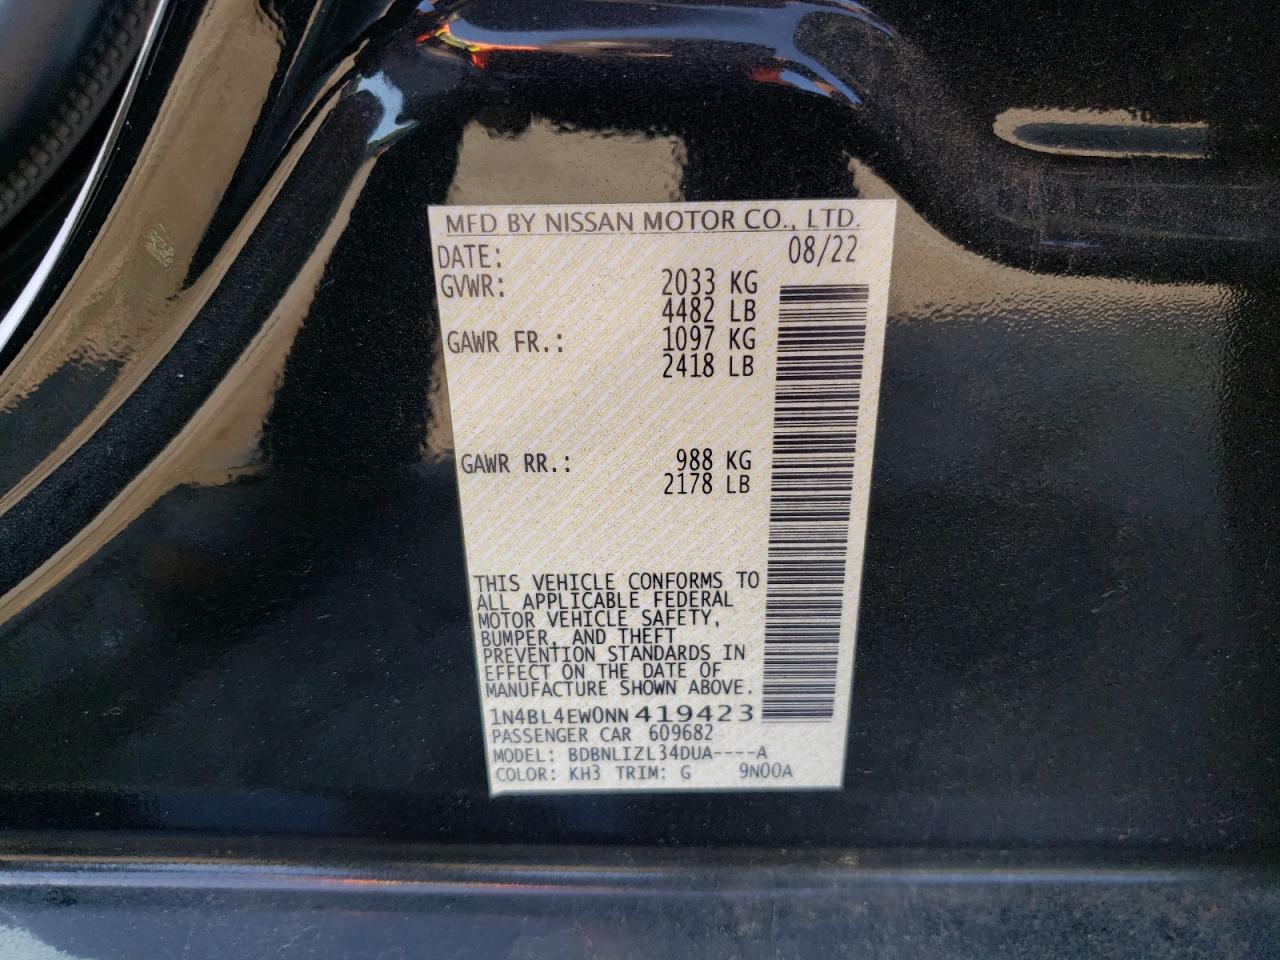 MFD BY NISSAN MOTOR CO., LTD.
DATE: 08/22
GVWR: 2033 KG
4482 LB
GAWR FR.: 1097 KG
2418 LB
GAWR RR.: 988 KG
2178 LB
THIS VEHICLE CONFORMS TO
ALL APPLICABLE FEDERAL
MOTOR VEHICLE SAFETY,
BUMPER, AND THEFT
PREVENTION STANDARDS IN
EFFECT ON THE DATE OF
MANUFACTURE SHOWN ABOVE.
1N4BL4EW0NN419423
PASSENGER CAR 609682
MODEL: BDBNLIZL34DUA----A
COLOR: KH3 TRIM: G 9N00A